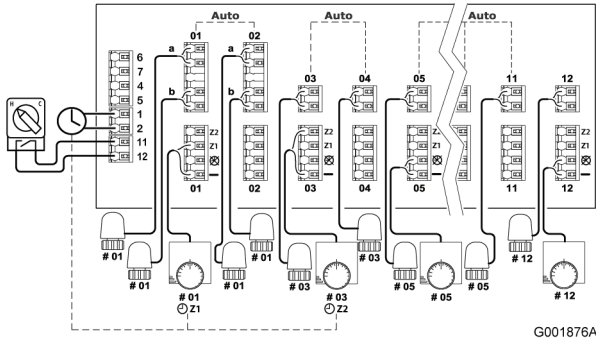 Auto Auto Auto
01 02
a a
6
7
4
5
1
2
11
12
03 04 05 11 12
b b
H C
Z2 Z2 Z2
Z1 Z1 Z1
01 02 03 04 05 11 12
# 01 # 01 # 03 # 12
# 01 # 01 # 03 # 05 # 05
# 01 # 03 # 05 # 12
Z1 Z2
G001876A